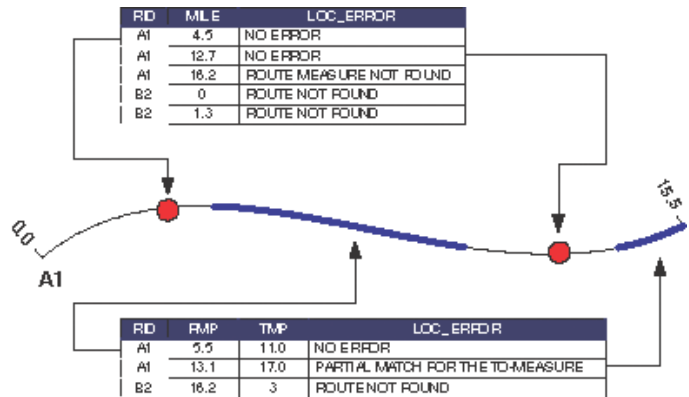 RID MILE LOC_ERROR
A1 4.5 NO ERROR
A1 12.7 NO ERROR
A1 16.2 ROUTE MEASURE NOT FOUND
B2 0 ROUTE NOT FOUND
B2 1.3 ROUTE NOT FOUND
0.0
15.5
A1
RID FMP TMP LOC_ERROR
A1 5.5 11.0 NO ERROR
A1 13.1 17.0 PARTIAL MATCH FOR THE TO-MEASURE
B2 16.2 3 ROUTE NOT FOUND